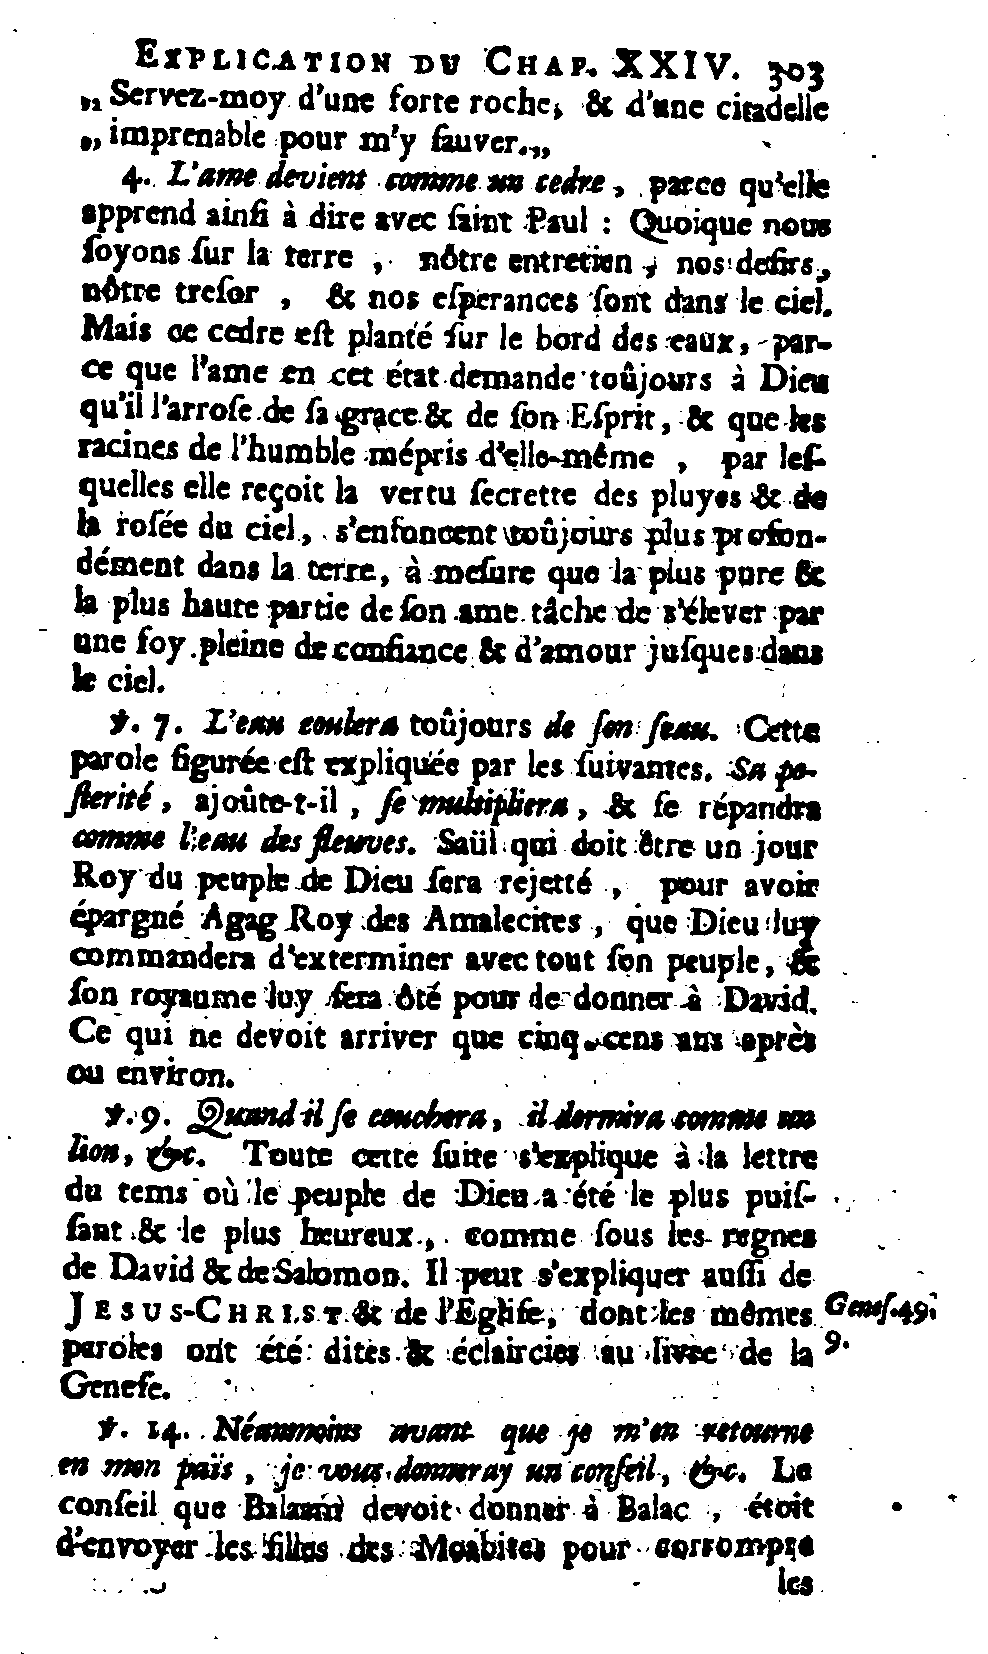 EXPLICATION DU CHAP. XXIV. 303
„ Servez-moy d'une forte roche, & d'une citadelle
„ imprenable pour m'y ſauver.„
4. L'ame devient comme un cedre, parce qu'elle
apprend ainſi à dire avec ſaint Paul : Quoique nous
ſoyons ſur la terre, nôtre entretien, nos deſirs,
nôtre treſor, & nos eſperances ſont dans le ciel.
Mais ce cedre eſt planté ſur le bord des eaux, par-
ce que l'ame en cet état demande toûjours à Dieu
qu'il l'arroſe de ſa grace & de ſon Eſprit, & que les
racines de l'humble mépris d'elle-même, par leſ-
quelles elle reçoit la vertu ſecrette des pluyes & de
la roſée du ciel, s'enfoncent toûjours plus profon-
dément dans la terre, à meſure que la plus pure &
la plus haute partie de ſon ame tâche de s'élever par
une foy pleine de confiance & d'amour juſques dans
le ciel.
℣. 7. L'eau coulera toûjours de ſon ſeau. Cette
parole figurée eſt expliquée par les ſuivantes. Sa po-
ſterité, ajoûte-t-il, ſe multipliera, & ſe répandra
comme l'eau des fleuves. Saül qui doit être un jour
Roy du peuple de Dieu ſera rejetté, pour avoir
épargné Agag Roy des Amalecites, que Dieu luy
commandera d'exterminer avec tout ſon peuple, &
ſon royaume luy ſera ôté pour de donner à David.
Ce qui ne devoit arriver que cinq cens ans après
ou environ.
℣. 9. Quand il ſe couchera, il dormira comme un
lion, &c. Toute cette ſuite s'explique à la lettre
du tems où le peuple de Dieu a été le plus puiſ-
ſant & le plus heureux, comme ſous les regnes
de David & de Salomon. Il peut s'expliquer auſſi de
JESUS-CHRIST & de l'Egliſe, dont les mêmes
paroles ont été dites & éclaircies au livre de la
Geneſe.
Geneſ. 49.
9.
℣. 14. Néanmoins avant que je m'en retourne
en mon païs, je vous donneray un conſeil, &c. Le
conſeil que Balaam devoit donner à Balac, étoit
d'envoyer les filles des Moabites pour corrompre
les